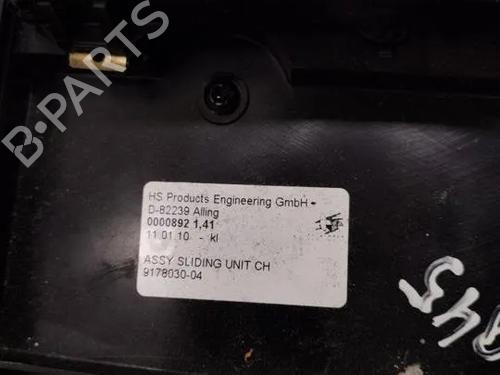 B-PARTS
HS Products Engineering GmbH -
D-82239 Alling
0000892 1,41
11.01.10 - kl
ASSY SLIDING UNIT CH
9178030-04